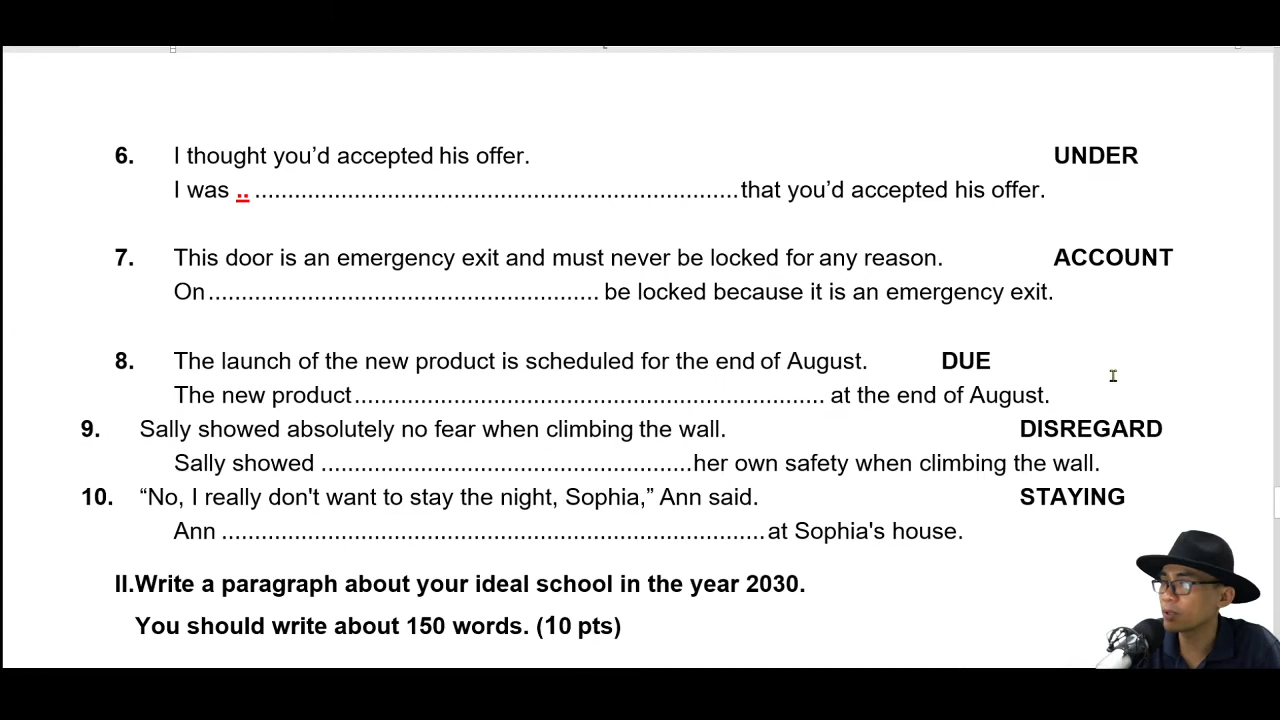 6. I thought you’d accepted his offer. UNDER
I was .. ......................................................................... that you’d accepted his offer.
7. This door is an emergency exit and must never be locked for any reason. ACCOUNT
On........................................................... be locked because it is an emergency exit.
8. The launch of the new product is scheduled for the end of August. DUE
The new product....................................................................... at the end of August.
9. Sally showed absolutely no fear when climbing the wall. DISREGARD
Sally showed ........................................................her own safety when climbing the wall.
10. “No, I really don't want to stay the night, Sophia,” Ann said. STAYING
Ann ..................................................................................at Sophia's house.
II.Write a paragraph about your ideal school in the year 2030.
You should write about 150 words. (10 pts)